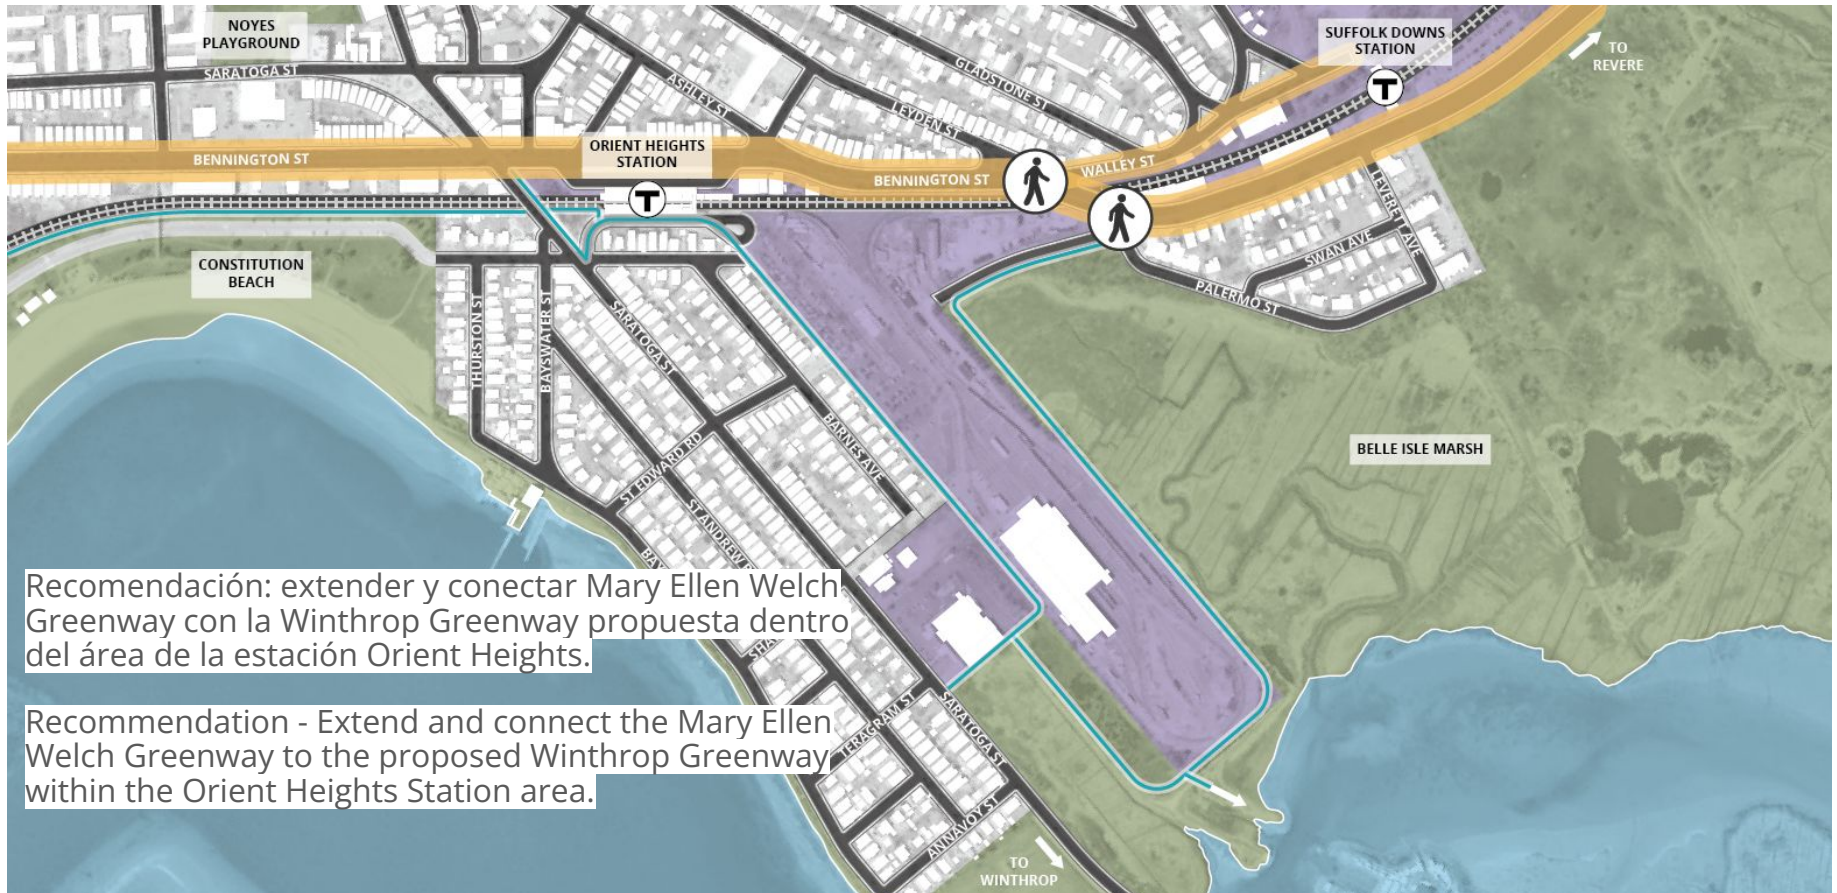 NOYES
PLAYGROUND
SUFFOLK DOWNS
STATION
TO
REVERE
SARATOGA ST
ASHLEY ST
GLADSTONE ST
LEYDEN ST
T
ORIENT HEIGHTS
STATION
BENNINGTON ST
BENNINGTON ST
WALLEY ST
T
LEVERETT AVE
SWAN AVE
PALERMO ST
CONSTITUTION
BEACH
THURSTON ST
BAYSWATER ST
SARATOGA ST
BARNES AVE
ST EDWARD RD
ST ANDREW
BELLE ISLE MARSH
Recomendación: extender y conectar Mary Ellen Welch
Greenway con la Winthrop Greenway propuesta dentro
del área de la estación Orient Heights.
Recommendation - Extend and connect the Mary Ellen
Welch Greenway to the proposed Winthrop Greenway
within the Orient Heights Station area.
TERAGRAM ST
SARATOGA ST
ANNAVOY ST
TO
WINTHROP